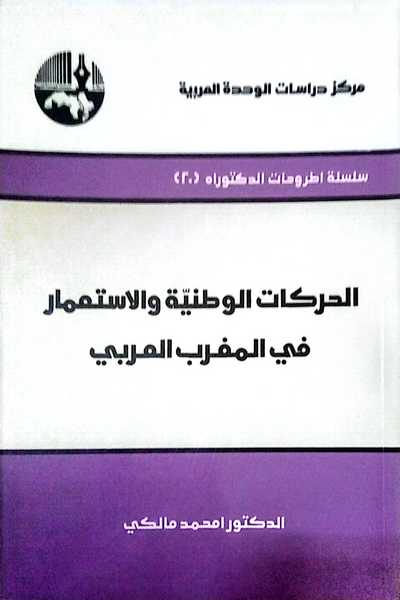 مركز دراسات الوحدة العربية
سلسلة اطروحات الدكتوراه (٢٠)
الحركات الوطنيّة والاستعمار
في المغرب العربي
الدكتور امحمد مالكي